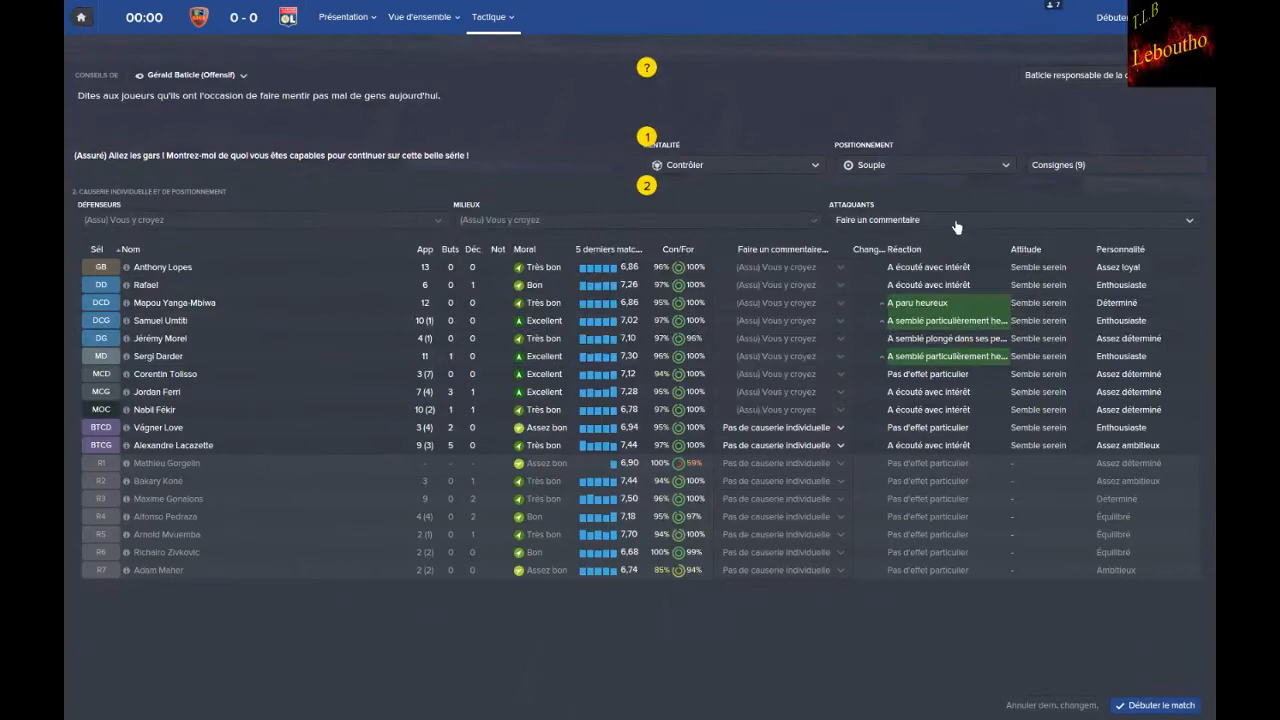 00:00 0 - 0 Présentation Vue d'ensemble Tactique 7 Débuter
T.L.B
Leboutho
CONSEILS DE Gérald Baticle (Offensif) ? Baticle responsable de la c
Dites aux joueurs qu'ils ont l'occasion de faire mentir pas mal de gens aujourd'hui.
1 POSITIONNEMENT
(Assuré) Allez les gars ! Montrez-moi de quoi vous êtes capables pour continuer sur cette belle série ! Contrôler Souple Consignes (9)
2
2. CAUSERIE INDIVIDUELLE ET DE POSITIONNEMENT
DÉFENSEURS MILIEUX ATTAQUANTS
(Assu) Vous y croyez (Assu) Vous y croyez Faire un commentaire
Sél Nom App Buts Déc Not Moral 5 derniers matc... Con/For Faire un commentaire... Chang... Réaction Attitude Personnalité
GB Anthony Lopes 13 0 0 Très bon 6,86 96% 100% (Assu) Vous y croyez A écouté avec intérêt Semble serein Assez loyal
DD Rafael 6 0 1 Bon 7,26 97% 100% (Assu) Vous y croyez A écouté avec intérêt Semble serein Enthousiaste
DCD Mapou Yanga-Mbiwa 12 0 0 Très bon 6,86 95% 100% (Assu) Vous y croyez A paru heureux Semble serein Déterminé
DCG Samuel Umtiti 10 (1) 0 0 Excellent 7,02 97% 100% (Assu) Vous y croyez A semblé particulièrement he... Semble serein Enthousiaste
DG Jérémy Morel 4 (1) 0 0 Très bon 7,10 97% 96% (Assu) Vous y croyez A semblé plongé dans ses pe... Semble serein Assez déterminé
MD Sergi Darder 11 1 0 Excellent 7,30 96% 100% (Assu) Vous y croyez A semblé particulièrement he... Semble serein Enthousiaste
MCD Corentin Tolisso 3 (7) 0 0 Excellent 7,12 94% 100% (Assu) Vous y croyez Pas d'effet particulier Semble serein Assez déterminé
MCG Jordan Ferri 7 (4) 3 1 Excellent 7,28 95% 100% (Assu) Vous y croyez A écouté avec intérêt Semble serein Assez déterminé
MOC Nabil Fékir 10 (2) 1 1 Très bon 6,78 97% 100% (Assu) Vous y croyez A écouté avec intérêt Semble serein Assez déterminé
BTCD Vágner Love 3 (4) 2 0 Assez bon 6,94 95% 100% Pas de causerie individuelle Pas d'effet particulier Semble serein Enthousiaste
BTCG Alexandre Lacazette 9 (3) 5 0 Très bon 7,44 97% 100% Pas de causerie individuelle A écouté avec intérêt Semble serein Assez ambitieux
R1 Mathieu Gorgelin - - - Assez bon 6,90 100% 59% Pas de causerie individuelle Pas d'effet particulier - Assez déterminé
R2 Bakary Koné 3 0 1 Très bon 7,44 94% 100% Pas de causerie individuelle Pas d'effet particulier - Assez ambitieux
R3 Maxime Gonalons 9 0 2 Très bon 7,50 96% 100% Pas de causerie individuelle Pas d'effet particulier - Déterminé
R4 Alfonso Pedraza 4 (4) 0 2 Bon 7,18 95% 97% Pas de causerie individuelle Pas d'effet particulier - Équilibré
R5 Arnold Mvuemba 2 (1) 0 1 Très bon 7,70 94% 100% Pas de causerie individuelle Pas d'effet particulier - Équilibré
R6 Richairo Zivkovic 2 (2) 0 0 Bon 6,68 100% 99% Pas de causerie individuelle Pas d'effet particulier - Équilibré
R7 Adam Maher 2 (2) 0 0 Assez bon 6,74 85% 94% Pas de causerie individuelle Pas d'effet particulier - Ambitieux
Annuler dern. changem. Débuter le match